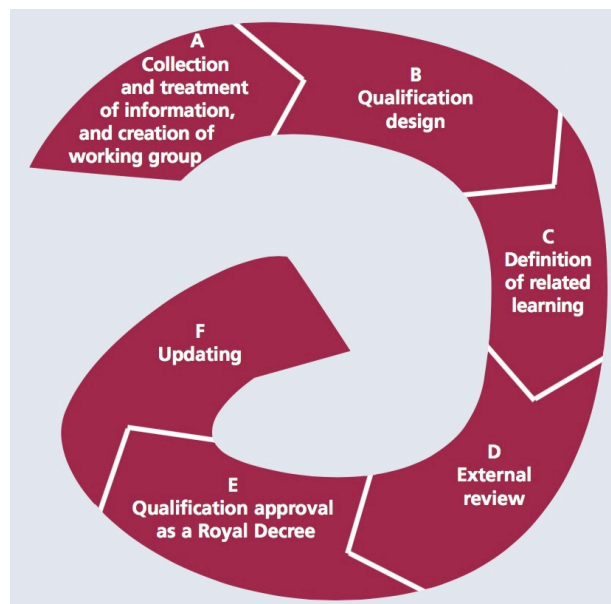 A
Collection
and treatment
of information,
and creation of
working group
B
Qualification
design
C
Definition
of related
learning
D
External
review
E
Qualification approval
as a Royal Decree
F
Updating